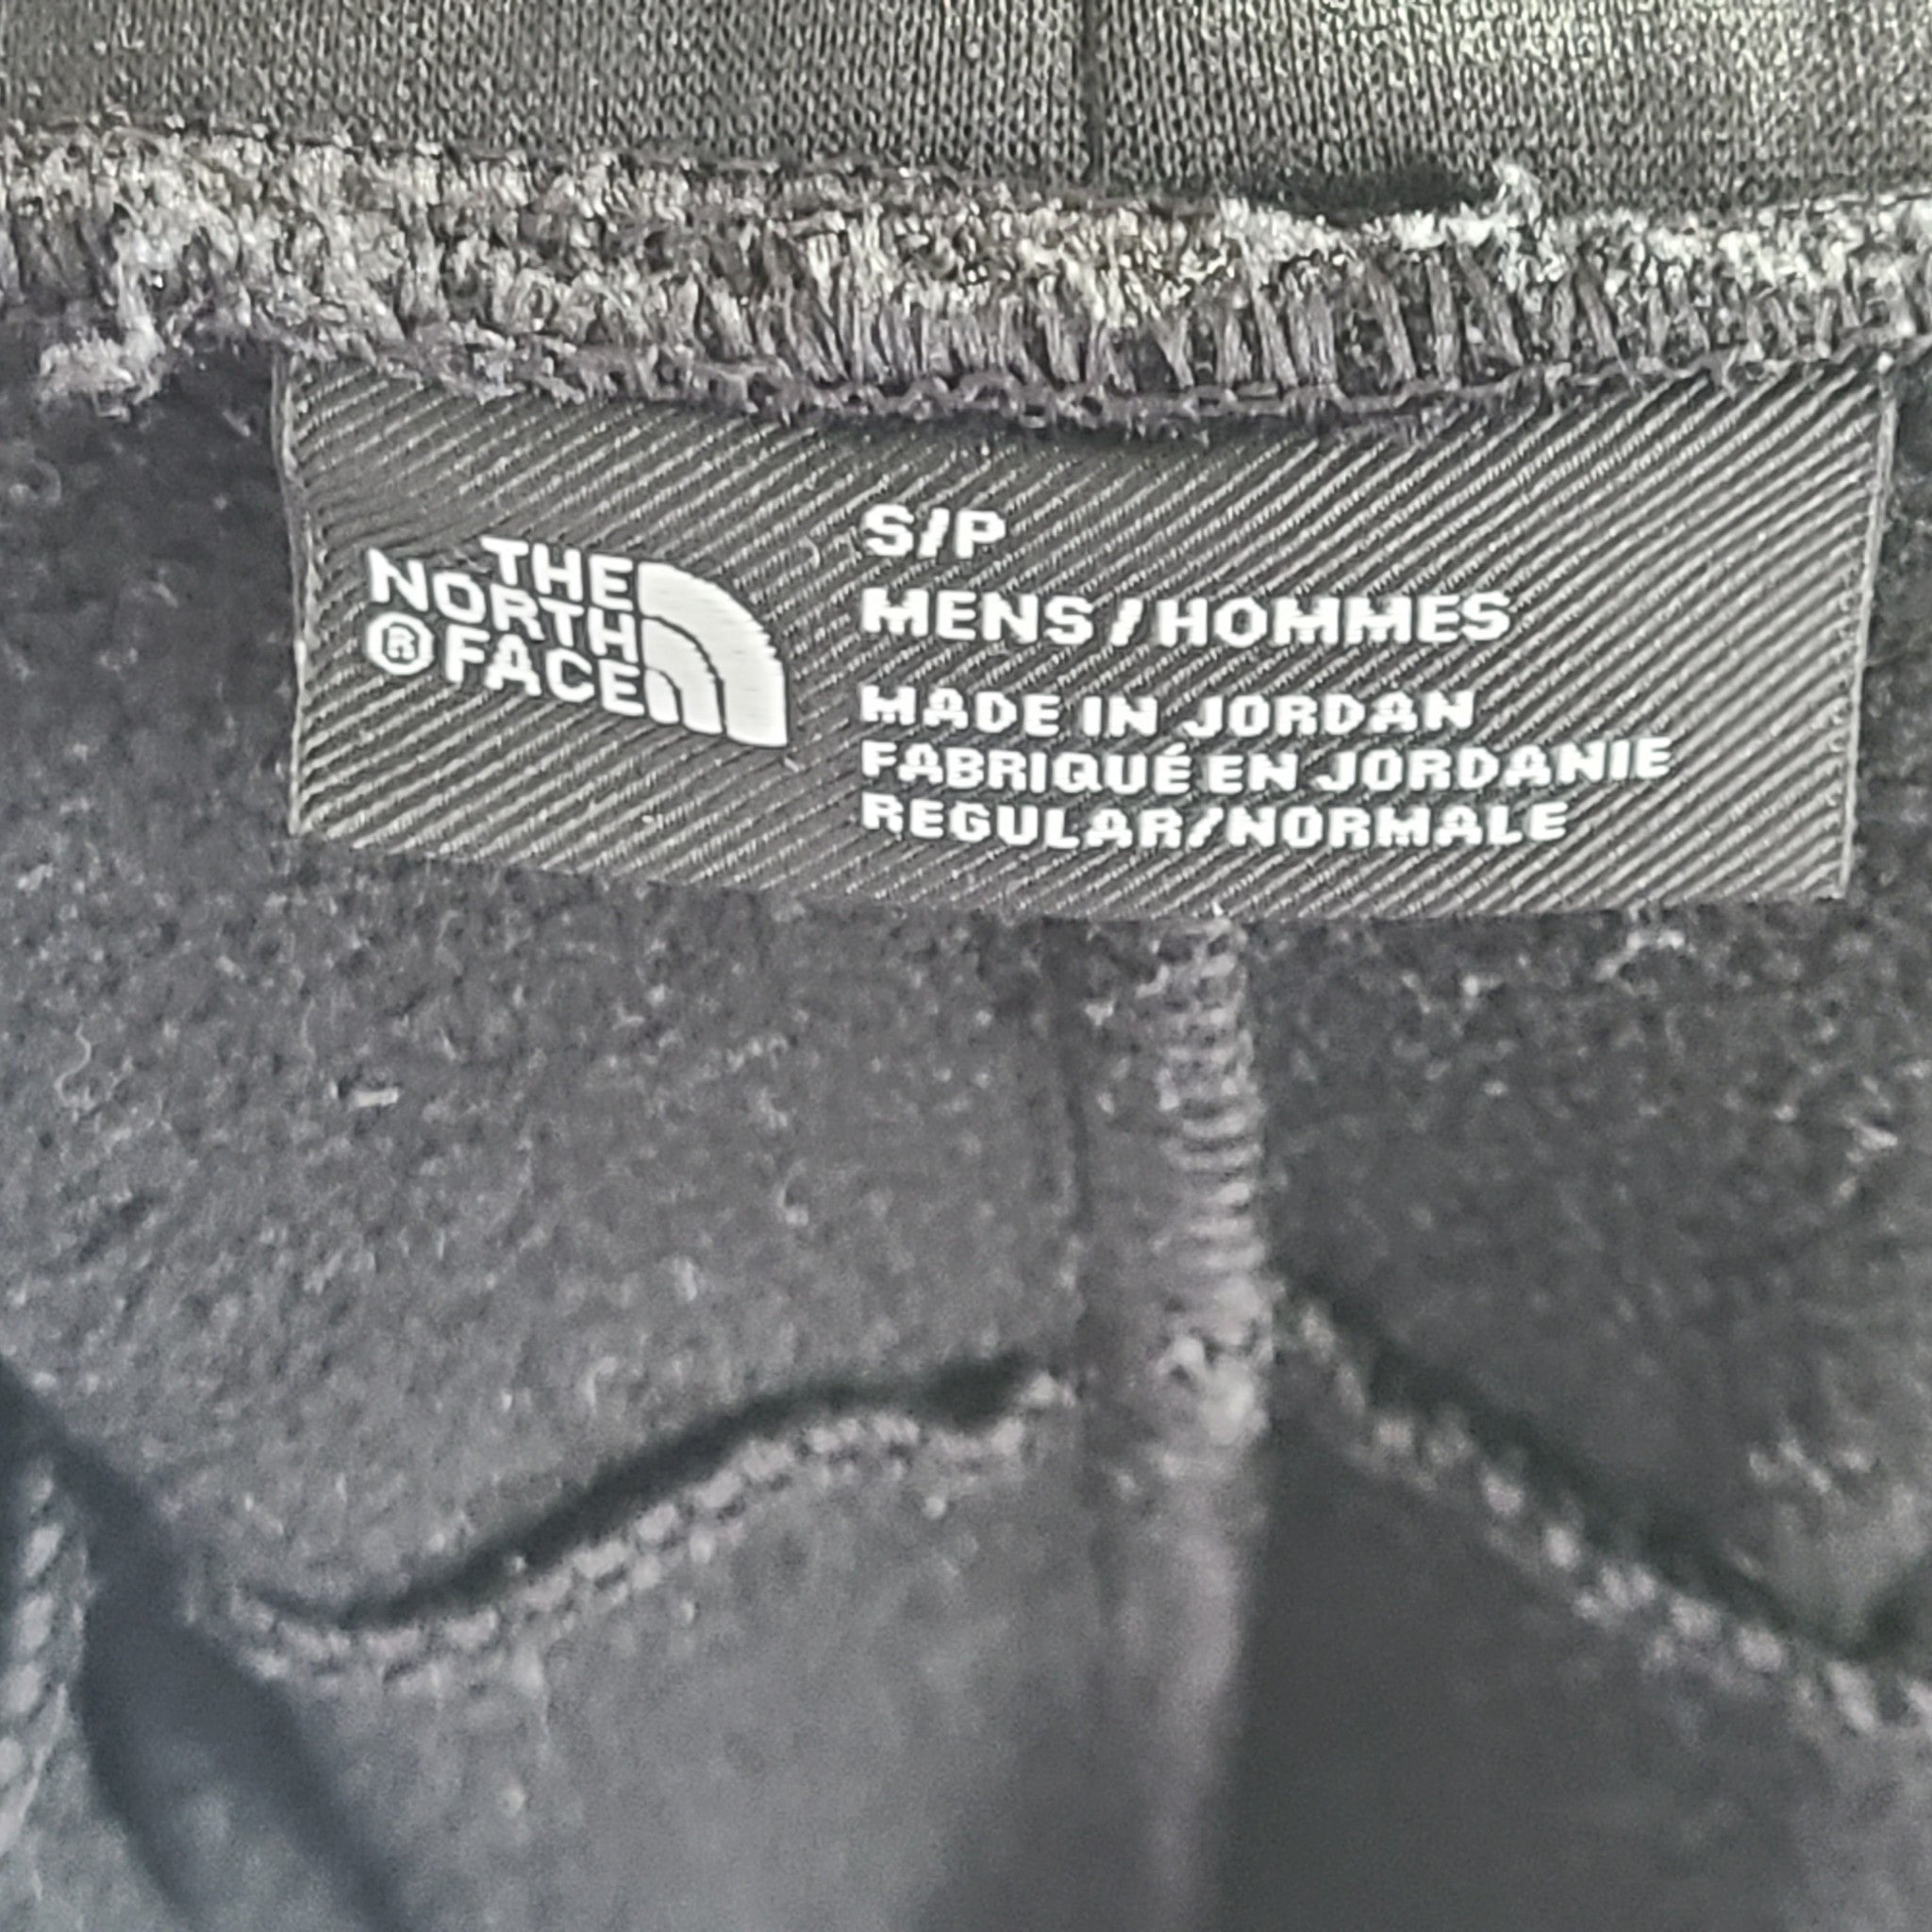 THE
NORTH
® FACE
S/P
MENS/HOMMES
MADE IN JORDAN
FABRIQUÉ EN JORDANIE
REGULAR/NORMALE